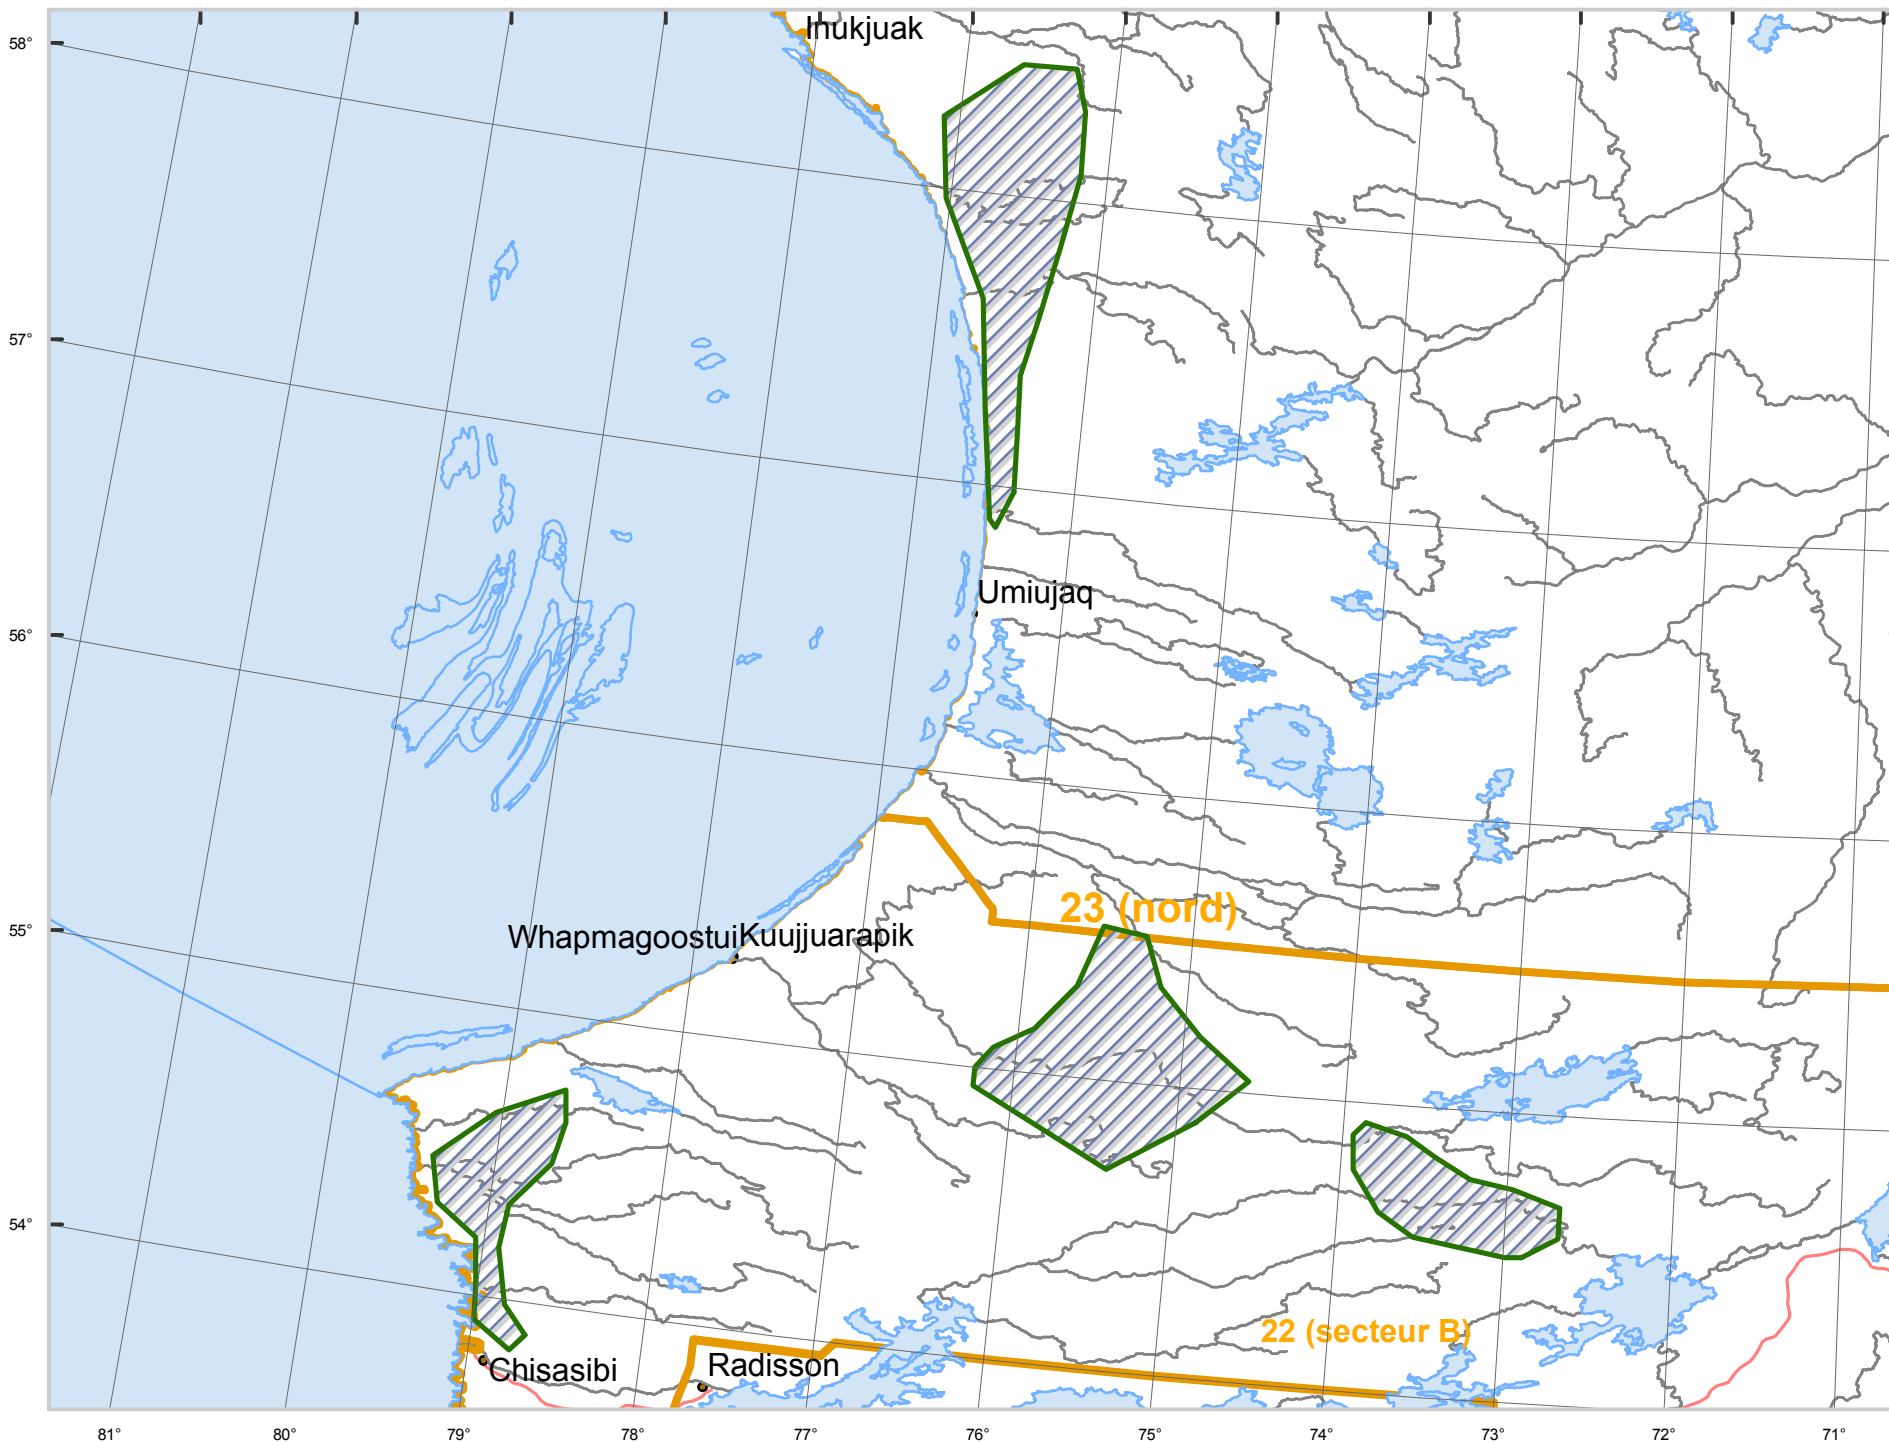 Inukjuak
58°
57°
56°
Umiujaq
55°
23 (nord)
Whapmagoostui
Kuujjuarapik
54°
22 (secteur B)
Chisasibi
Radisson
81°
80°
79°
78°
77°
76°
75°
74°
73°
72°
71°